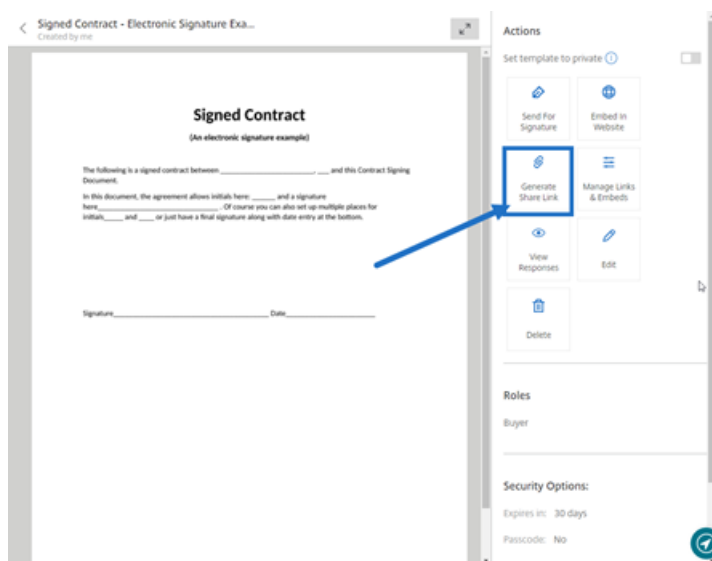 Signed Contract - Electronic Signature Exa...
Created by me
Signed Contract
(An electronic signature example)
The following is a signed contract between ____________________, ___ and this Contract Signing
Document.
In this document, the agreement allows initials here: ______ and a signature
here____________________________. Of course you can also set up multiple places for
initials_____ and ____ or just have a final signature along with date entry at the bottom.
Signature____________________________________ Date____________________
Actions
Set template to private
Send For
Signature
Embed In
Website
Generate
Share Link
Manage Links
& Embeds
View
Responses
Edit
Delete
Roles
Buyer
Security Options:
Expires in: 30 days
Passcode: No